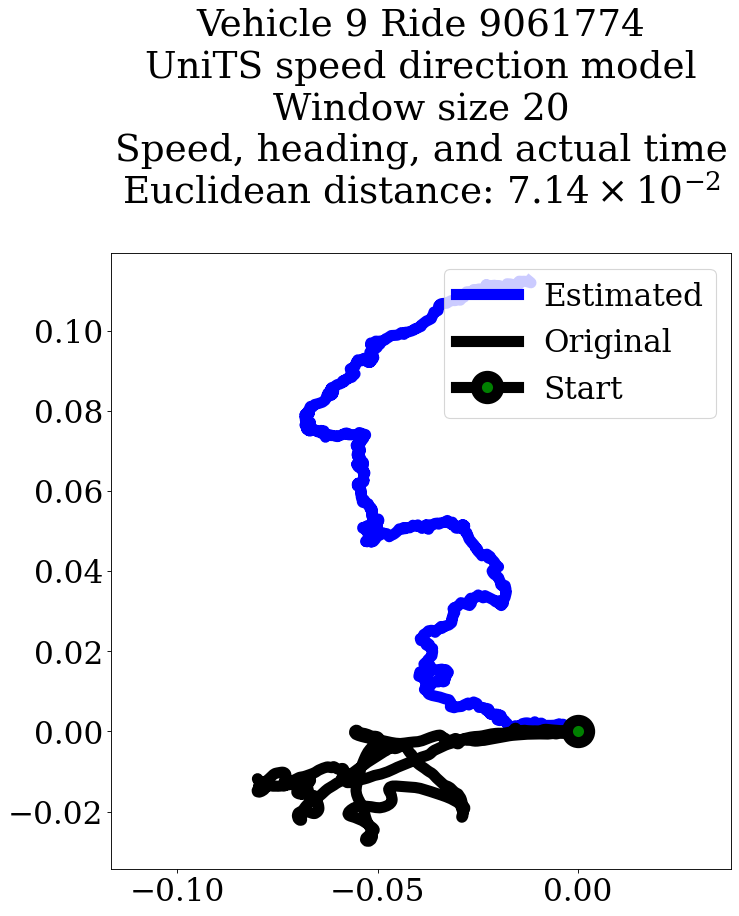 Vehicle 9 Ride 9061774
UniTS speed direction model
Window size 20
Speed, heading, and actual time
Euclidean distance: 7.14 × 10⁻²
Estimated
Original
Start
0.10
0.08
0.06
0.04
0.02
0.00
−0.02
−0.10
−0.05
0.00